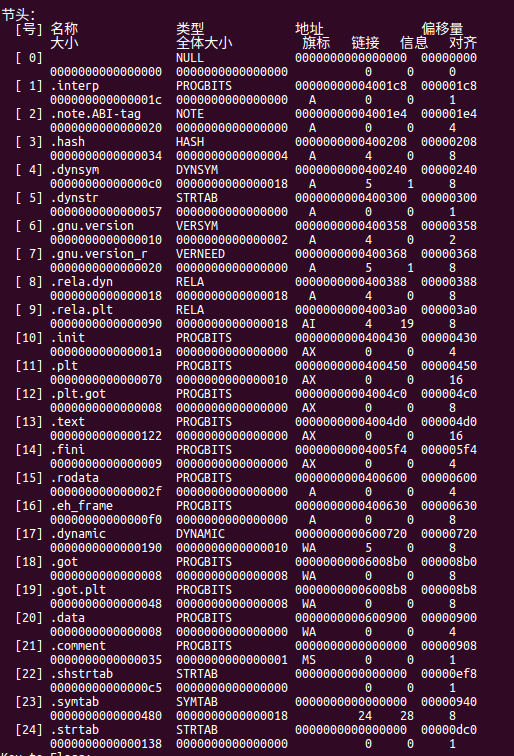 节头:
[号] 名称 类型 地址 偏移量
大小 全体大小 旗标 链接 信息 对齐
[ 0] NULL 0000000000000000 00000000
0000000000000000 0000000000000000 0 0 0
[ 1] .interp PROGBITS 00000000004001c8 000001c8
000000000000001c 0000000000000000 A 0 0 1
[ 2] .note.ABI-tag NOTE 00000000004001e4 000001e4
0000000000000020 0000000000000000 A 0 0 4
[ 3] .hash HASH 0000000000400208 00000208
0000000000000034 0000000000000004 A 4 0 8
[ 4] .dynsym DYNSYM 0000000000400240 00000240
00000000000000c0 0000000000000018 A 5 1 8
[ 5] .dynstr STRTAB 0000000000400300 00000300
0000000000000057 0000000000000000 A 0 0 1
[ 6] .gnu.version VERSYM 0000000000400358 00000358
0000000000000010 0000000000000002 A 4 0 2
[ 7] .gnu.version_r VERNEED 0000000000400368 00000368
0000000000000020 0000000000000000 A 5 1 8
[ 8] .rela.dyn RELA 0000000000400388 00000388
0000000000000018 0000000000000018 A 4 0 8
[ 9] .rela.plt RELA 00000000004003a0 000003a0
0000000000000090 0000000000000018 AI 4 19 8
[10] .init PROGBITS 0000000000400430 00000430
000000000000001a 0000000000000000 AX 0 0 4
[11] .plt PROGBITS 0000000000400450 00000450
0000000000000070 0000000000000010 AX 0 0 16
[12] .plt.got PROGBITS 00000000004004c0 000004c0
0000000000000008 0000000000000000 AX 0 0 8
[13] .text PROGBITS 00000000004004d0 000004d0
0000000000000122 0000000000000000 AX 0 0 16
[14] .fini PROGBITS 00000000004005f4 000005f4
0000000000000009 0000000000000000 AX 0 0 4
[15] .rodata PROGBITS 0000000000400600 00000600
000000000000002f 0000000000000000 A 0 0 4
[16] .eh_frame PROGBITS 0000000000400630 00000630
00000000000000f0 0000000000000000 A 0 0 8
[17] .dynamic DYNAMIC 0000000000600720 00000720
0000000000000190 0000000000000010 WA 5 0 8
[18] .got PROGBITS 00000000006008b0 000008b0
0000000000000008 0000000000000008 WA 0 0 8
[19] .got.plt PROGBITS 00000000006008b8 000008b8
0000000000000048 0000000000000008 WA 0 0 8
[20] .data PROGBITS 0000000000600900 00000900
0000000000000008 0000000000000000 WA 0 0 4
[21] .comment PROGBITS 0000000000000000 00000908
0000000000000035 0000000000000001 MS 0 0 1
[22] .shstrtab STRTAB 0000000000000000 00000ef8
00000000000000c5 0000000000000000 0 0 1
[23] .symtab SYMTAB 0000000000000000 00000940
0000000000000480 0000000000000018 24 28 8
[24] .strtab STRTAB 0000000000000000 00000dc0
0000000000000138 0000000000000000 0 0 1